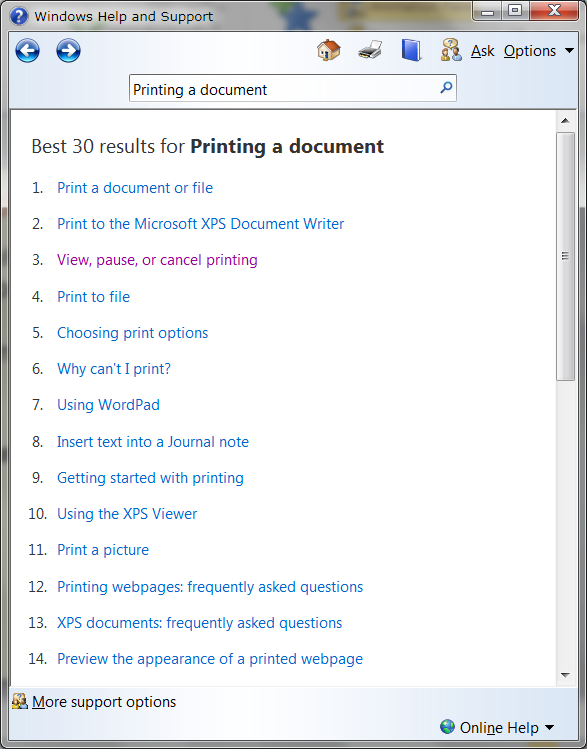 Windows Help and Support
Ask Options
Printing a document
Best 30 results for Printing a document
1. Print a document or file
2. Print to the Microsoft XPS Document Writer
3. View, pause, or cancel printing
4. Print to file
5. Choosing print options
6. Why can't I print?
7. Using WordPad
8. Insert text into a Journal note
9. Getting started with printing
10. Using the XPS Viewer
11. Print a picture
12. Printing webpages: frequently asked questions
13. XPS documents: frequently asked questions
14. Preview the appearance of a printed webpage
More support options
Online Help